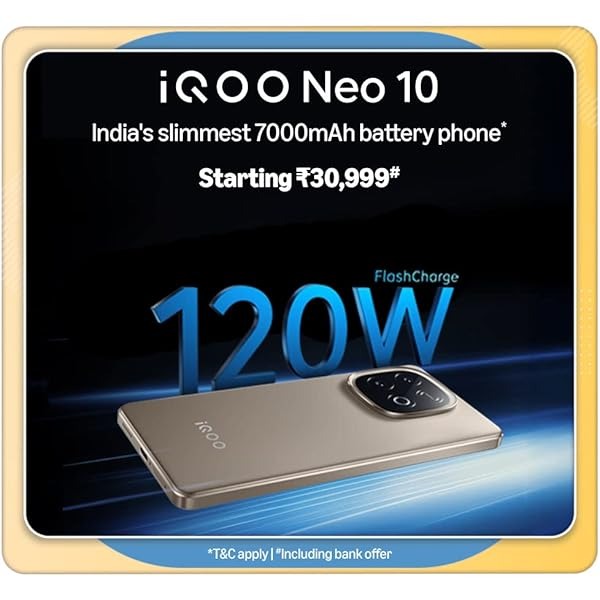 iQOO Neo 10
India's slimmest 7000mAh battery phone*
Starting ₹30,999#
FlashCharge
120W
iQOO
*T&C apply | #Including bank offer